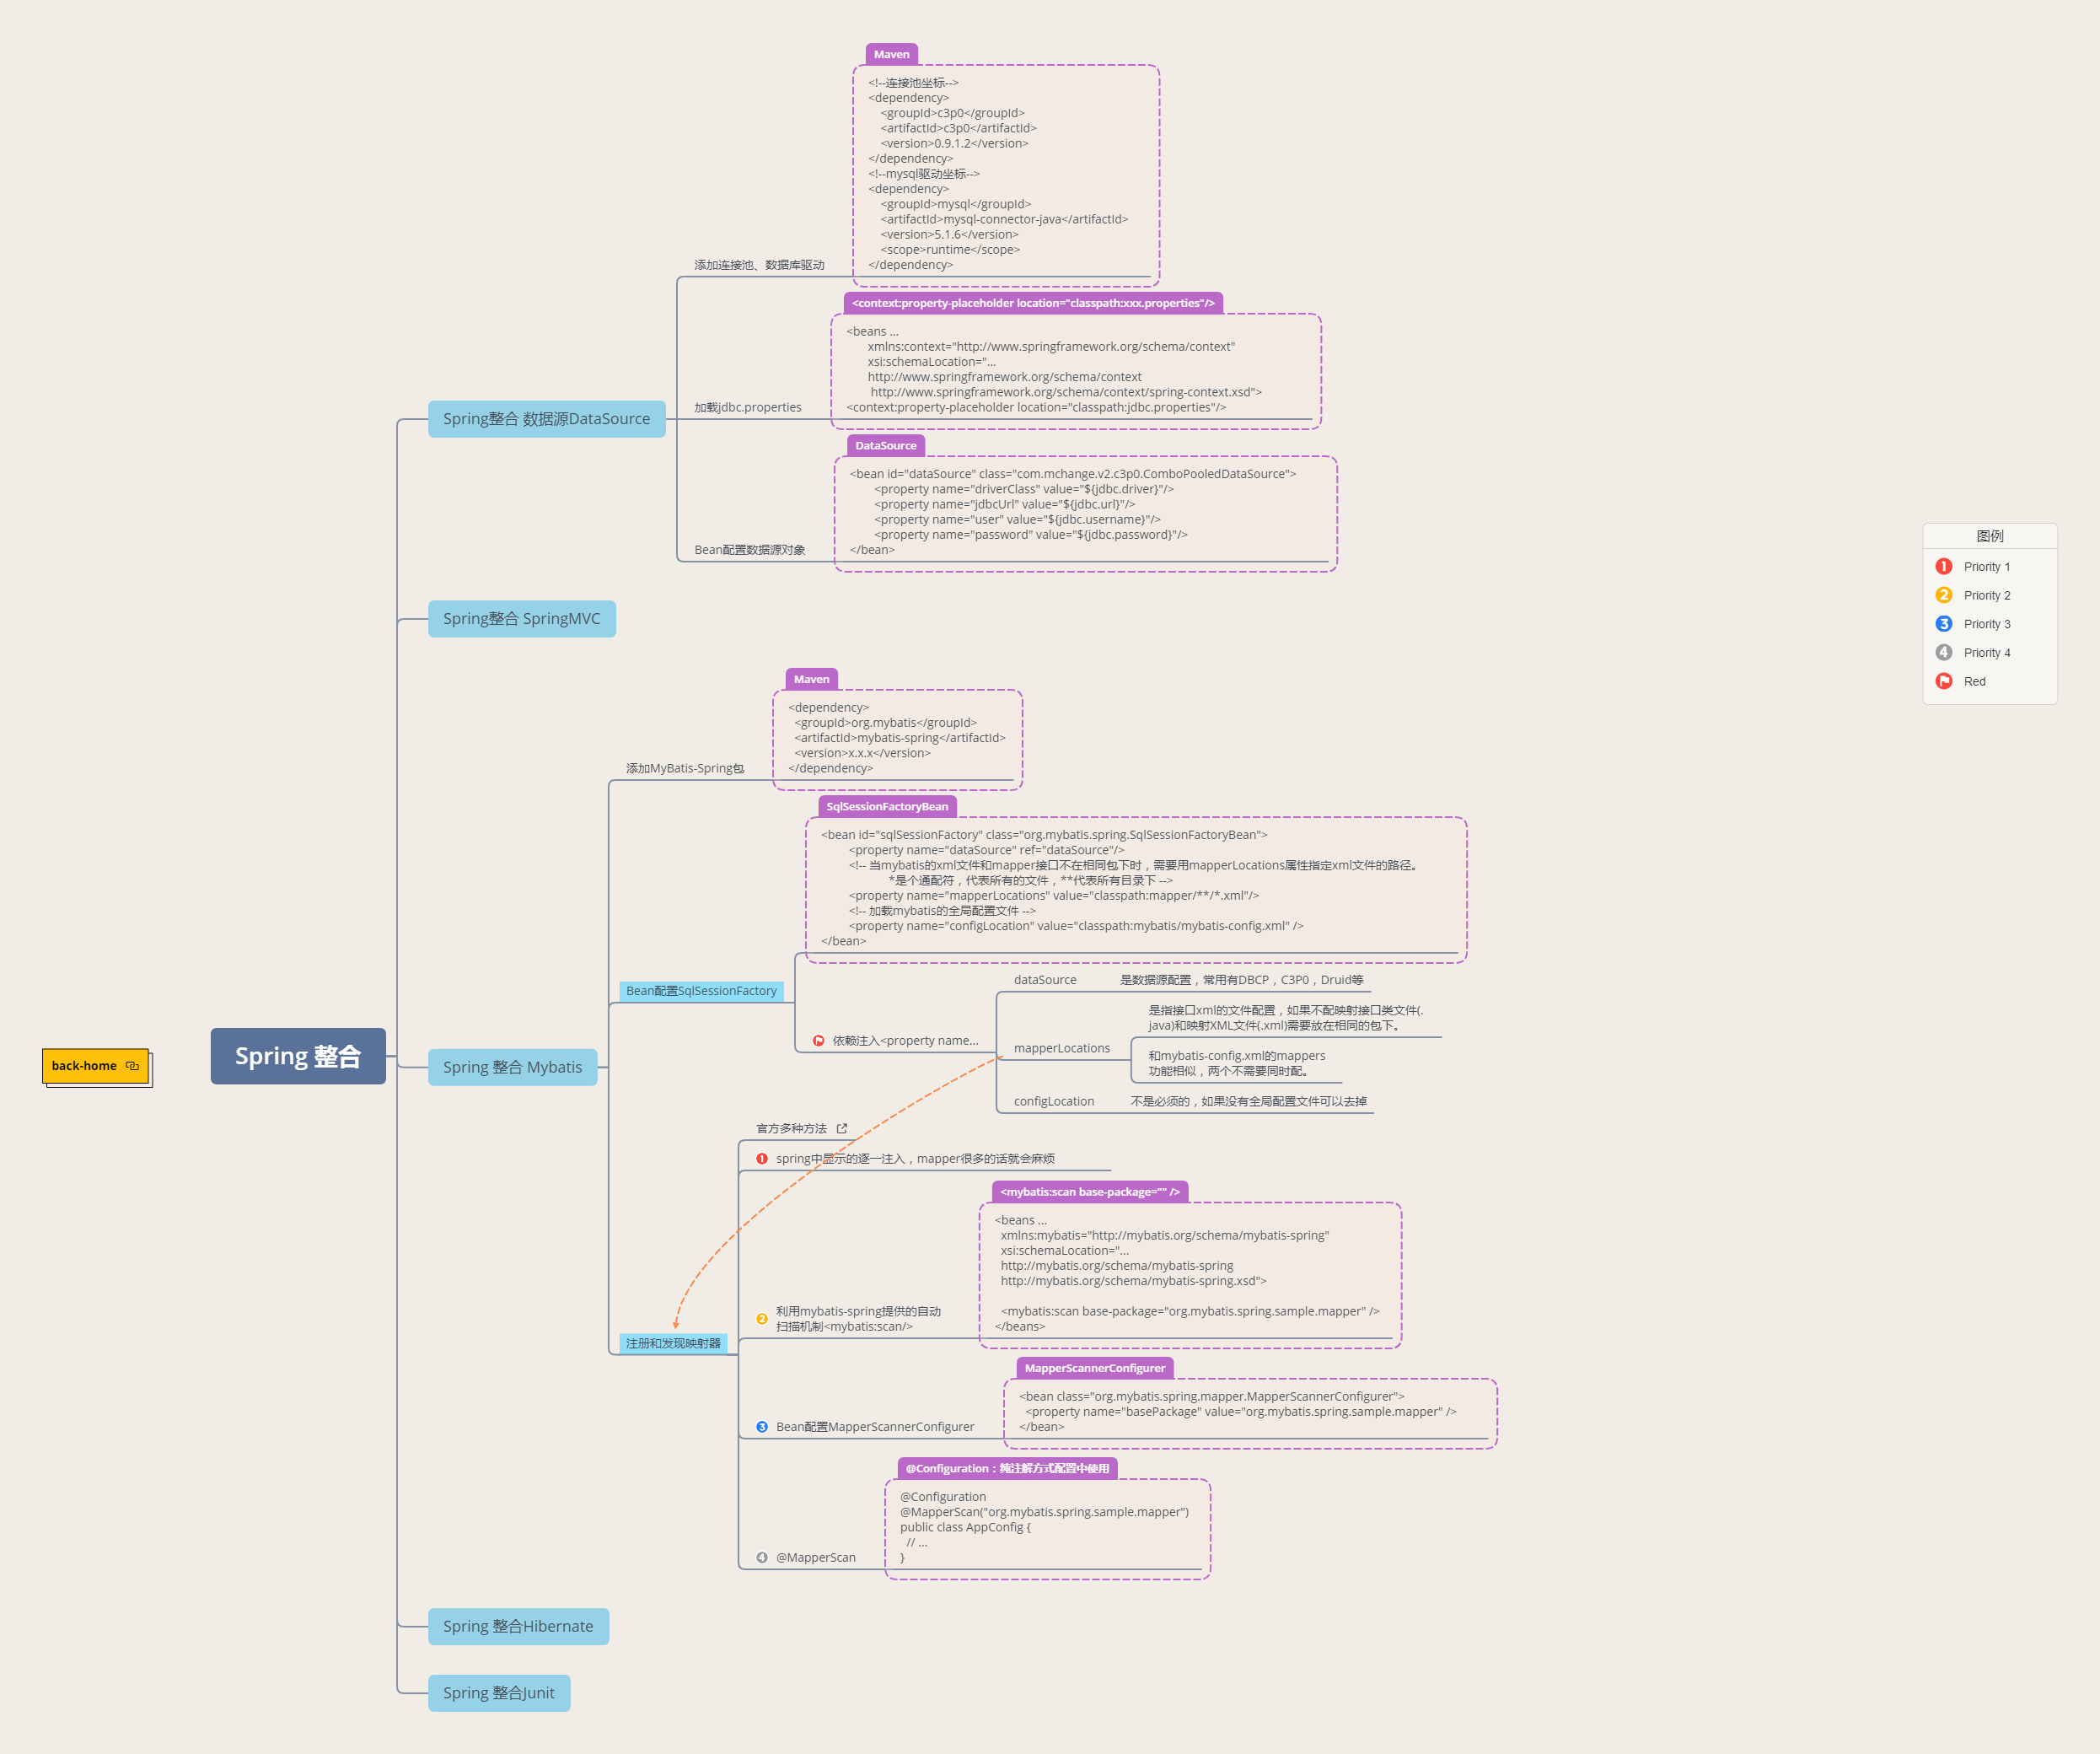 Maven
<!--连接池坐标-->
<dependency>
<groupId>c3p0</groupId>
<artifactId>c3p0</artifactId>
<version>0.9.1.2</version>
</dependency>
<!--mysql驱动坐标-->
<dependency>
<groupId>mysql</groupId>
<artifactId>mysql-connector-java</artifactId>
<version>5.1.6</version>
<scope>runtime</scope>
</dependency>
添加连接池、数据库驱动
<context:property-placeholder location="classpath:xxx.properties"/>
<beans ...
xmlns:context="http://www.springframework.org/schema/context"
xsi:schemaLocation="...
http://www.springframework.org/schema/context
http://www.springframework.org/schema/context/spring-context.xsd">
<context:property-placeholder location="classpath:jdbc.properties"/>
加载jdbc.properties
Spring整合 数据源DataSource
DataSource
<bean id="dataSource" class="com.mchange.v2.c3p0.ComboPooledDataSource">
<property name="driverClass" value="${jdbc.driver}"/>
<property name="jdbcUrl" value="${jdbc.url}"/>
<property name="user" value="${jdbc.username}"/>
<property name="password" value="${jdbc.password}"/>
</bean>
Bean配置数据源对象
图例
1 Priority 1
2 Priority 2
3 Priority 3
4 Priority 4
Red
Spring整合 SpringMVC
Maven
<dependency>
<groupId>org.mybatis</groupId>
<artifactId>mybatis-spring</artifactId>
<version>x.x.x</version>
</dependency>
添加MyBatis-Spring包
SqlSessionFactoryBean
<bean id="sqlSessionFactory" class="org.mybatis.spring.SqlSessionFactoryBean">
<property name="dataSource" ref="dataSource"/>
<!-- 当mybatis的xml文件和mapper接口不在相同包下时，需要用mapperLocations属性指定xml文件的路径。
*是个通配符，代表所有的文件，**代表所有目录下 -->
<property name="mapperLocations" value="classpath:mapper/**/*.xml"/>
<!-- 加载mybatis的全局配置文件 -->
<property name="configLocation" value="classpath:mybatis/mybatis-config.xml" />
</bean>
Bean配置SqlSessionFactory
dataSource
是数据源配置，常用有DBCP，C3P0，Druid等
是指接口xml的文件配置，如果不配映射接口类文件(.
java)和映射XML文件(.xml)需要放在相同的包下。
依赖注入<property name...
mapperLocations
和mybatis-config.xml的mappers
功能相似，两个不需要同时配。
configLocation
不是必须的，如果没有全局配置文件可以去掉
back-home
Spring 整合
Spring 整合 Mybatis
官方多种方法
1 spring中显示的逐一注入，mapper很多的话就会麻烦
<mybatis:scan base-package="" />
<beans ...
xmlns:mybatis="http://mybatis.org/schema/mybatis-spring"
xsi:schemaLocation="...
http://mybatis.org/schema/mybatis-spring
http://mybatis.org/schema/mybatis-spring.xsd">
<mybatis:scan base-package="org.mybatis.spring.sample.mapper" />
</beans>
2 利用mybatis-spring提供的自动
扫描机制<mybatis:scan/>
注册和发现映射器
MapperScannerConfigurer
<bean class="org.mybatis.spring.mapper.MapperScannerConfigurer">
<property name="basePackage" value="org.mybatis.spring.sample.mapper" />
</bean>
3 Bean配置MapperScannerConfigurer
@Configuration：纯注解方式配置中使用
@Configuration
@MapperScan("org.mybatis.spring.sample.mapper")
public class AppConfig {
// ...
}
4 @MapperScan
Spring 整合Hibernate
Spring 整合Junit